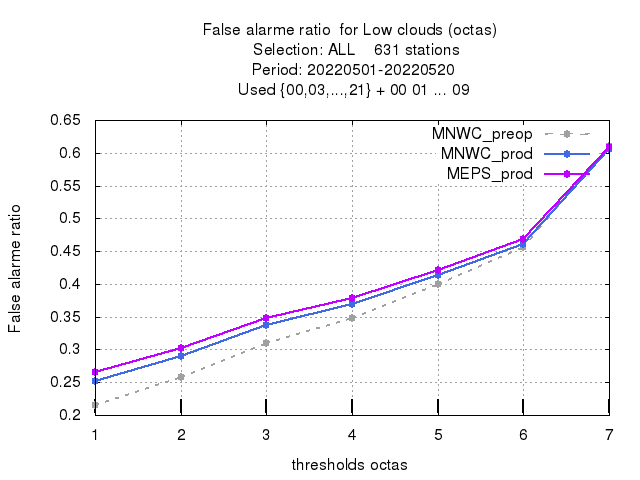 False alarme ratio  for Low clouds (octas)
Selection: ALL    631 stations
Period: 20220501-20220520
Used {00,03,...,21} + 00 01 ... 09
MNWC_preop
MNWC_prod
MEPS_prod
False alarme ratio
0.65
0.6
0.55
0.5
0.45
0.4
0.35
0.3
0.25
0.2
1 2 3 4 5 6 7
thresholds octas